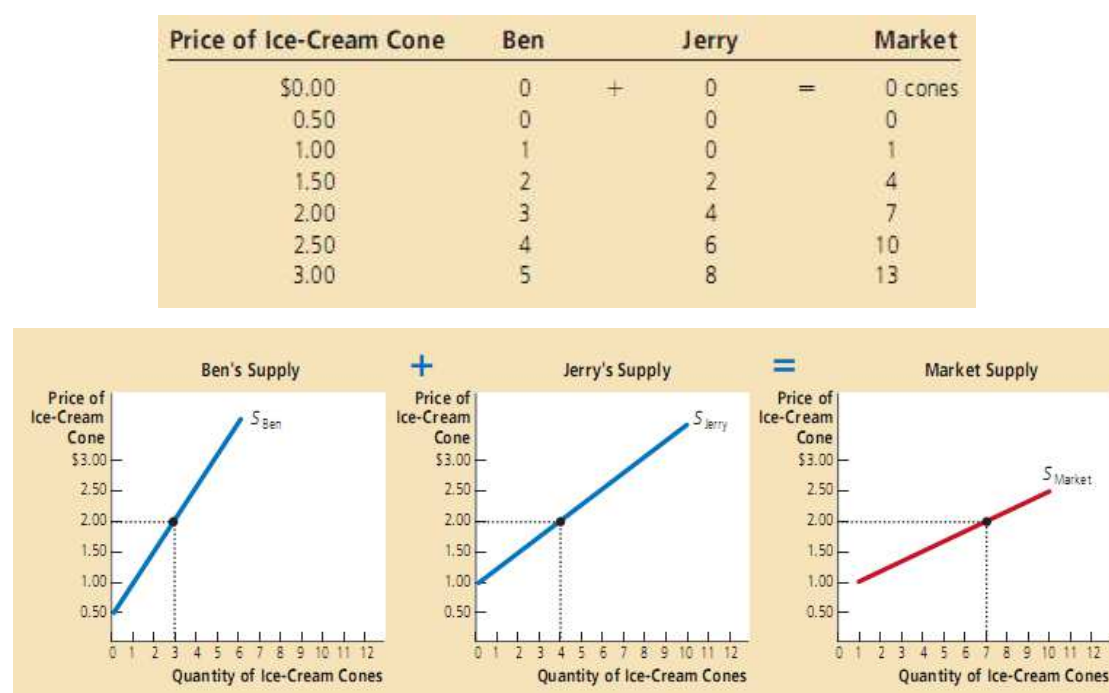 Price of Ice-Cream Cone Ben Jerry Market
$0.00 0 + 0 = 0 cones
0.50 0 0 0
1.00 1 0 1
1.50 2 2 4
2.00 3 4 7
2.50 4 6 10
3.00 5 8 13
Ben's Supply + Jerry's Supply = Market Supply
Price of
Ice-Cream
Cone
$3.00
2.50
2.00
1.50
1.00
0.50
S Ben
0 1 2 3 4 5 6 7 8 9 10 11 12
Quantity of Ice-Cream Cones
Price of
Ice-Cream
Cone
$3.00
2.50
2.00
1.50
1.00
0.50
S Jerry
0 1 2 3 4 5 6 7 8 9 10 11 12
Quantity of Ice-Cream Cones
Price of
Ice-Cream
Cone
$3.00
2.50
2.00
1.50
1.00
0.50
S Market
0 1 2 3 4 5 6 7 8 9 10 11 12
Quantity of Ice-Cream Cones